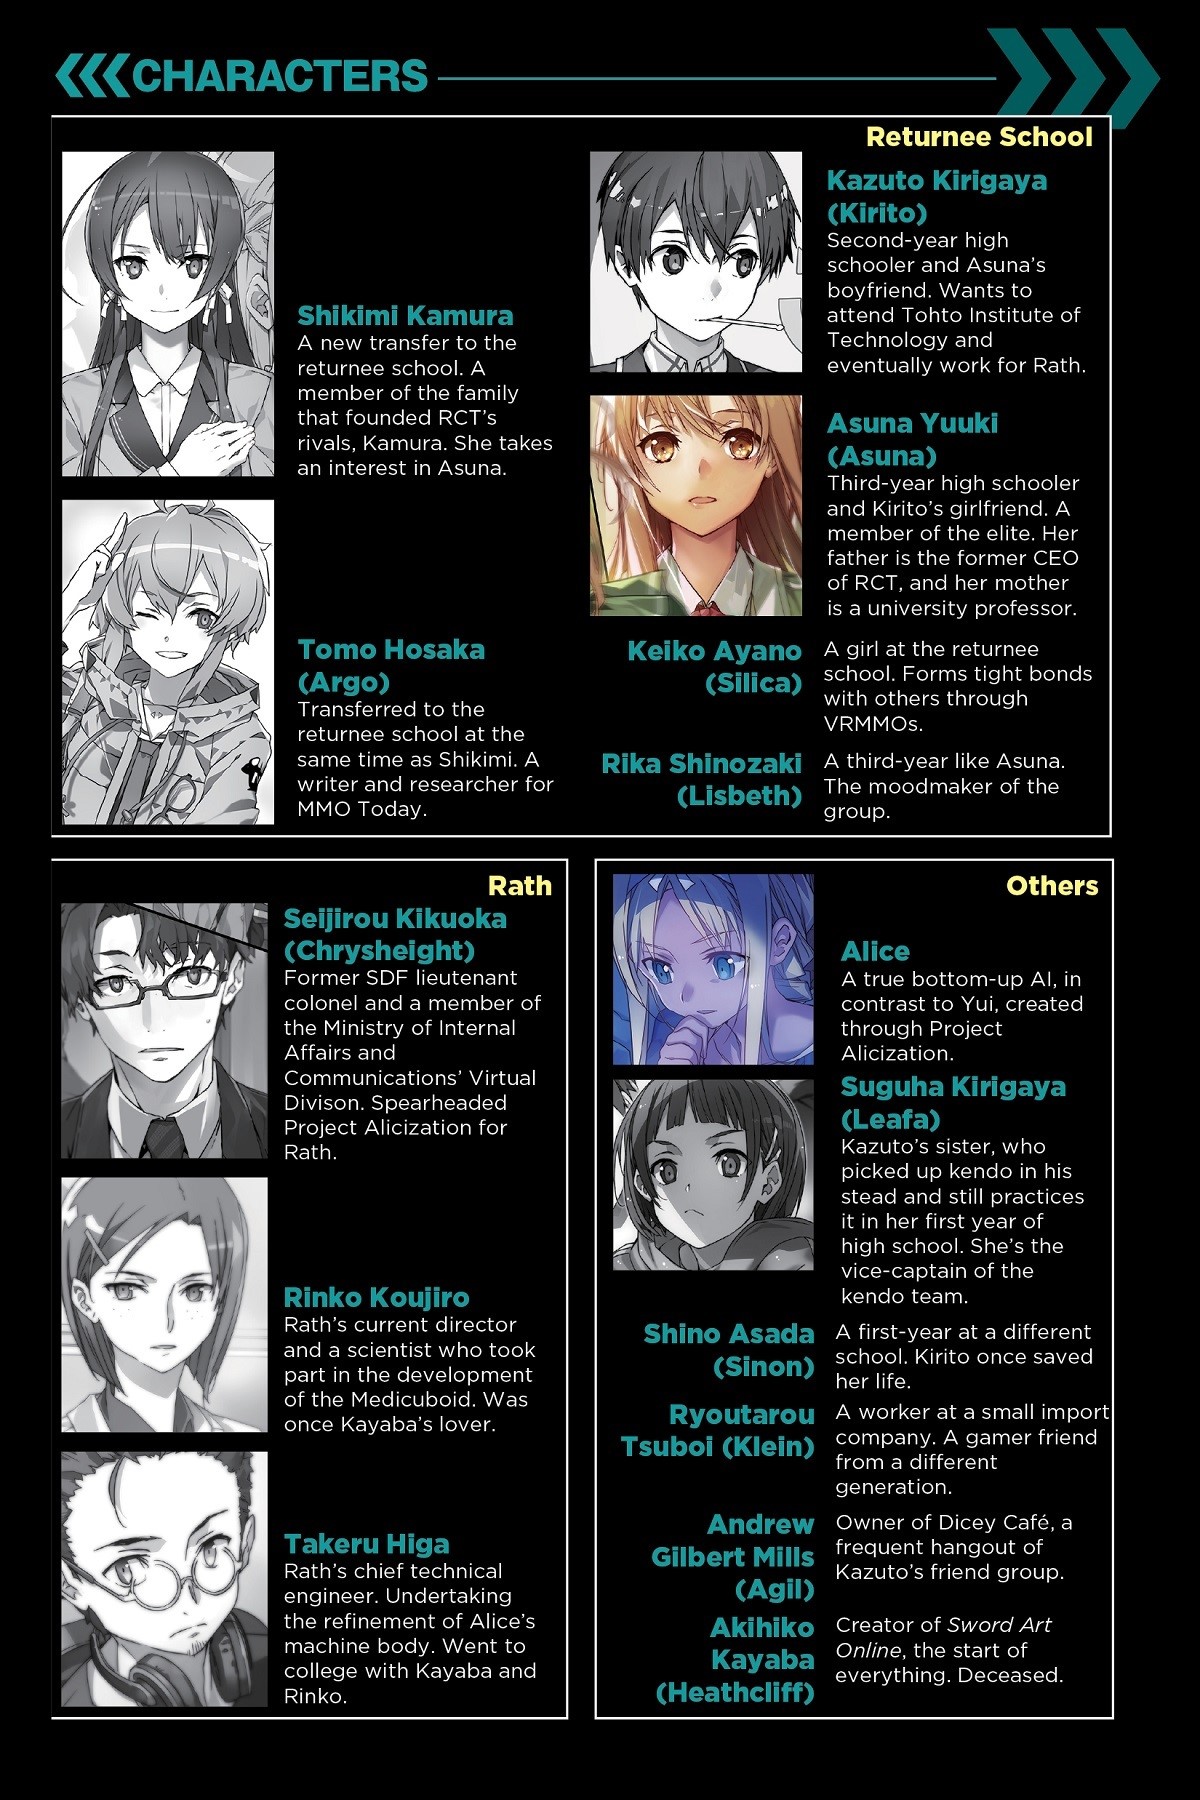 CHARACTERS
Returnee School
Shikimi Kamura
A new transfer to the
returnee school. A
member of the family
that founded RCT's
rivals, Kamura. She takes
an interest in Asuna.
Tomo Hosaka
(Argo)
Transferred to the
returnee school at the
same time as Shikimi. A
writer and researcher for
MMO Today.
Kazuto Kirigaya
(Kirito)
Second-year high
schooler and Asuna's
boyfriend. Wants to
attend Tohto Institute of
Technology and
eventually work for Rath.
Asuna Yuuki
(Asuna)
Third-year high schooler
and Kirito's girlfriend. A
member of the elite. Her
father is the former CEO
of RCT, and her mother
is a university professor.
Keiko Ayano
(Silica)
A girl at the returnee
school. Forms tight bonds
with others through
VRMMOs.
Rika Shinozaki
(Lisbeth)
A third-year like Asuna.
The moodmaker of the
group.
Rath
Seijirou Kikuoka
(Chrysheight)
Former SDF lieutenant
colonel and a member of
the Ministry of Internal
Affairs and
Communications' Virtual
Divison. Spearheaded
Project Alicization for
Rath.
Rinko Koujiro
Rath's current director
and a scientist who took
part in the development
of the Medicuboid. Was
once Kayaba's lover.
Takeru Higa
Rath's chief technical
engineer. Undertaking
the refinement of Alice's
machine body. Went to
college with Kayaba and
Rinko.
Others
Alice
A true bottom-up AI, in
contrast to Yui, created
through Project
Alicization.
Suguha Kirigaya
(Leafa)
Kazuto's sister, who
picked up kendo in his
stead and still practices
it in her first year of
high school. She's the
vice-captain of the
kendo team.
Shino Asada
(Sinon)
A first-year at a different
school. Kirito once saved
her life.
Ryoutarou
Tsuboi (Klein)
A worker at a small import
company. A gamer friend
from a different
generation.
Andrew
Gilbert Mills
(Agil)
Owner of Dicey Café, a
frequent hangout of
Kazuto's friend group.
Akihiko
Kayaba
(Heathcliff)
Creator of Sword Art
Online, the start of
everything. Deceased.